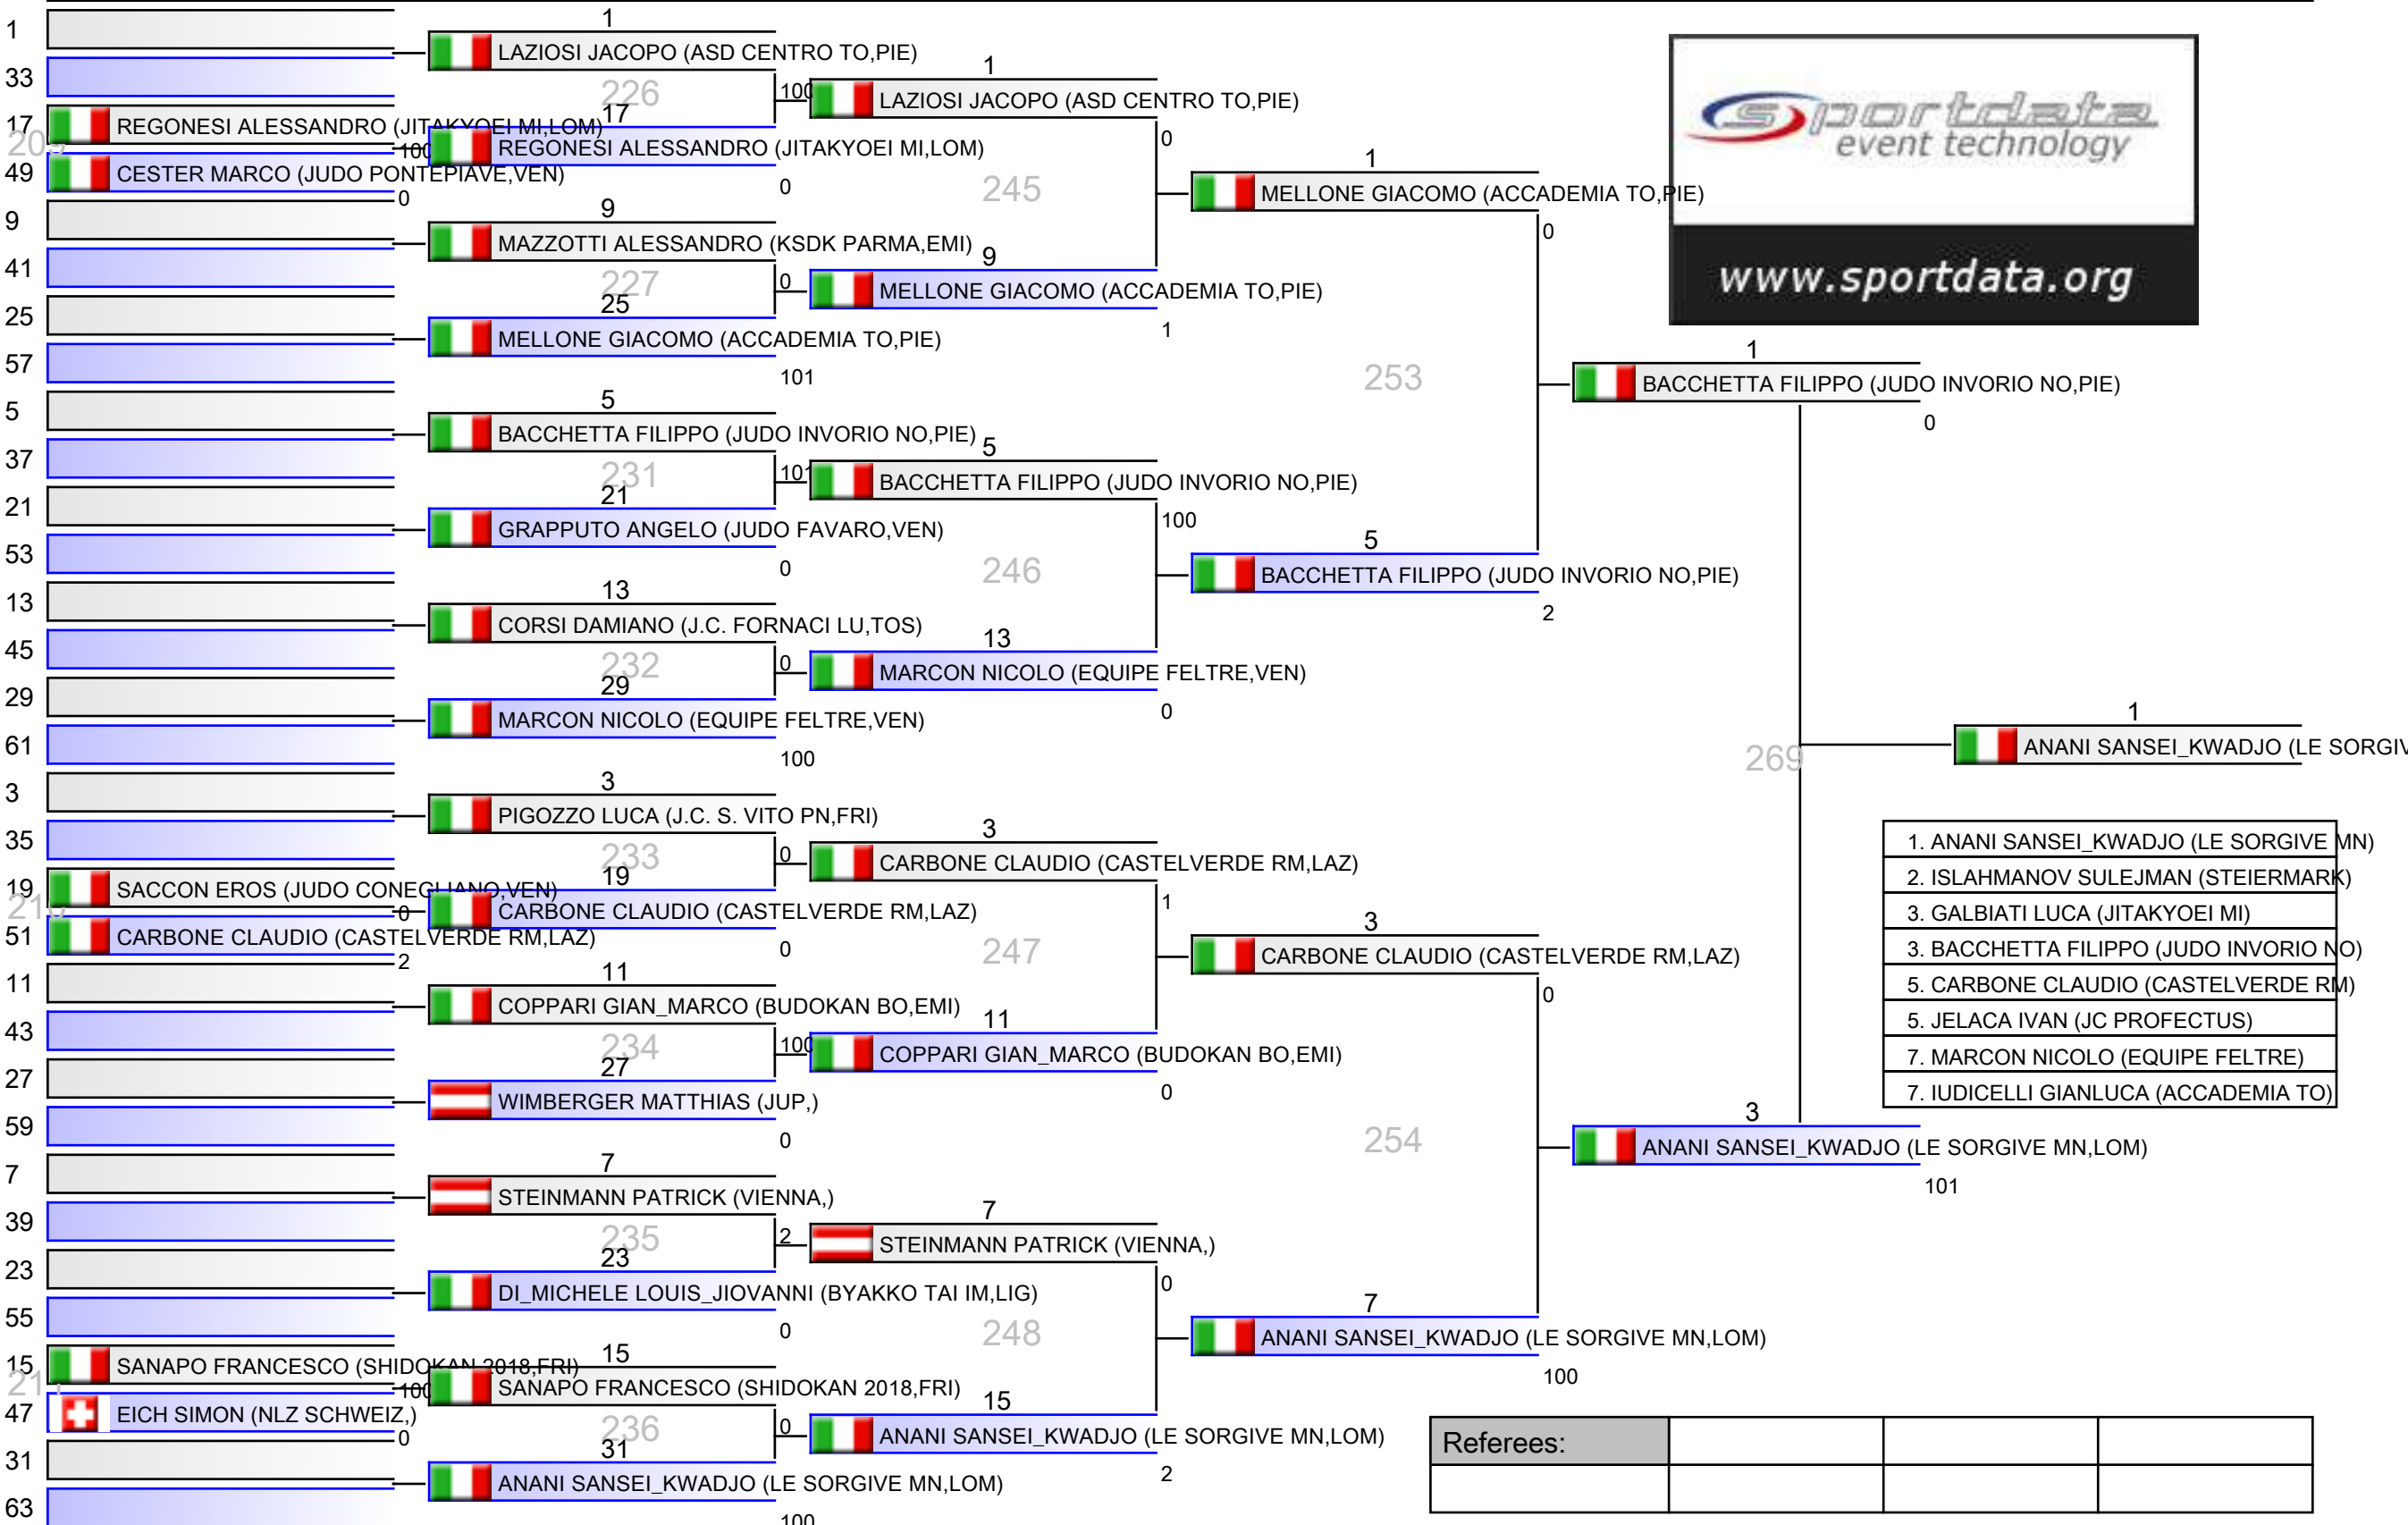 1
1
LAZIOSI JACOPO (ASD CENTRO TO,PIE)
33
226
100
1
LAZIOSI JACOPO (ASD CENTRO TO,PIE)
0
17
REGONESI ALESSANDRO (JITAKYOEI MI,LOM)
100
17
REGONESI ALESSANDRO (JITAKYOEI MI,LOM)
0
49
CESTER MARCO (JUDO PONTEPIAVE,VEN)
0
245
1
MELLONE GIACOMO (ACCADEMIA TO,PIE)
0
sportdata
event technology
www.sportdata.org
9
9
MAZZOTTI ALESSANDRO (KSDK PARMA,EMI)
41
227
0
9
MELLONE GIACOMO (ACCADEMIA TO,PIE)
1
25
25
MELLONE GIACOMO (ACCADEMIA TO,PIE)
101
57
253
1
BACCHETTA FILIPPO (JUDO INVORIO NO,PIE)
0
5
5
BACCHETTA FILIPPO (JUDO INVORIO NO,PIE)
37
231
101
5
BACCHETTA FILIPPO (JUDO INVORIO NO,PIE)
100
21
21
GRAPPUTO ANGELO (JUDO FAVARO,VEN)
0
53
246
5
BACCHETTA FILIPPO (JUDO INVORIO NO,PIE)
2
13
13
CORSI DAMIANO (J.C. FORNACI LU,TOS)
45
232
0
13
MARCON NICOLO (EQUIPE FELTRE,VEN)
0
29
29
MARCON NICOLO (EQUIPE FELTRE,VEN)
100
61
269
1
ANANI SANSEI_KWADJO (LE SORGIV
3
3
PIGOZZO LUCA (J.C. S. VITO PN,FRI)
35
233
0
3
CARBONE CLAUDIO (CASTELVERDE RM,LAZ)
1
19
SACCON EROS (JUDO CONEGLIANO,VEN)
0
19
CARBONE CLAUDIO (CASTELVERDE RM,LAZ)
0
51
CARBONE CLAUDIO (CASTELVERDE RM,LAZ)
2
247
3
CARBONE CLAUDIO (CASTELVERDE RM,LAZ)
0
1. ANANI SANSEI_KWADJO (LE SORGIVE MN)
2. ISLAHMANOV SULEJMAN (STEIERMARK)
3. GALBIATI LUCA (JITAKYOEI MI)
3. BACCHETTA FILIPPO (JUDO INVORIO NO)
5. CARBONE CLAUDIO (CASTELVERDE RM)
5. JELACA IVAN (JC PROFECTUS)
7. MARCON NICOLO (EQUIPE FELTRE)
7. IUDICELLI GIANLUCA (ACCADEMIA TO)
11
11
COPPARI GIAN_MARCO (BUDOKAN BO,EMI)
43
234
100
11
COPPARI GIAN_MARCO (BUDOKAN BO,EMI)
0
27
27
WIMBERGER MATTHIAS (JUP,)
0
59
254
3
ANANI SANSEI_KWADJO (LE SORGIVE MN,LOM)
101
7
7
STEINMANN PATRICK (VIENNA,)
39
235
2
7
STEINMANN PATRICK (VIENNA,)
0
23
23
DI_MICHELE LOUIS_JIOVANNI (BYAKKO TAI IM,LIG)
0
55
248
7
ANANI SANSEI_KWADJO (LE SORGIVE MN,LOM)
100
15
SANAPO FRANCESCO (SHIDOKAN 2018,FRI)
100
15
SANAPO FRANCESCO (SHIDOKAN 2018,FRI)
47
EICH SIMON (NLZ SCHWEIZ,)
0
236
0
15
ANANI SANSEI_KWADJO (LE SORGIVE MN,LOM)
2
31
31
ANANI SANSEI_KWADJO (LE SORGIVE MN,LOM)
100
63
Referees: